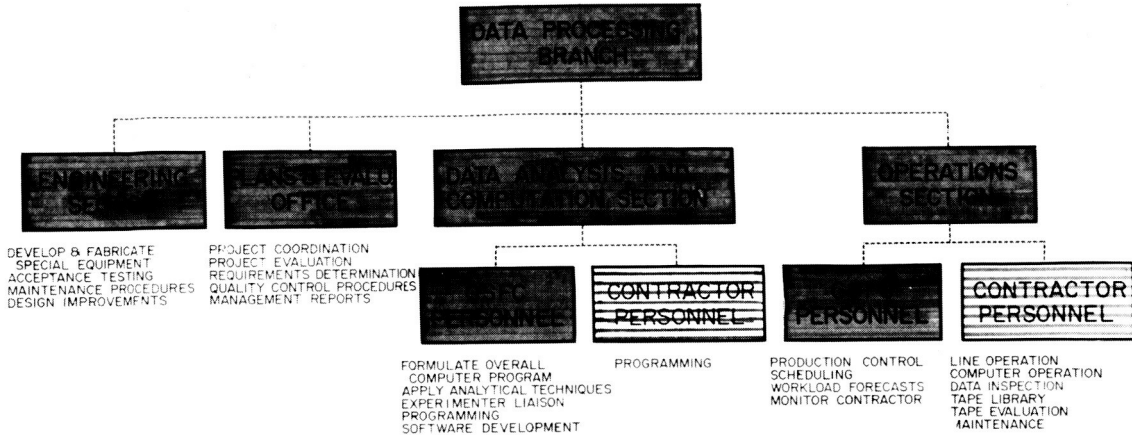 DATA PROCESSING
BRANCH
ENGINEERING
PLANS & EVALU
OFFICE
DATA ANALYSIS AND
COMPUTATION SECTION
OPERATIONS
SECTION
DEVELOP & FABRICATE
SPECIAL EQUIPMENT
ACCEPTANCE TESTING
MAINTENANCE PROCEDURES
DESIGN IMPROVEMENTS
PROJECT COORDINATION
PROJECT EVALUATION
REQUIREMENTS DETERMINATION
QUALITY CONTROL PROCEDURES
MANAGEMENT REPORTS
PERSONNEL
CONTRACTOR
PERSONNEL
PERSONNEL
CONTRACTOR
PERSONNEL
FORMULATE OVERALL
COMPUTER PROGRAM
APPLY ANALYTICAL TECHNIQUES
EXPERIMENTER LIAISON
PROGRAMMING
SOFTWARE DEVELOPMENT
PROGRAMMING
PRODUCTION CONTROL
SCHEDULING
WORKLOAD FORECASTS
MONITOR CONTRACTOR
LINE OPERATION
COMPUTER OPERATION
DATA INSPECTION
TAPE LIBRARY
TAPE EVALUATION
MAINTENANCE